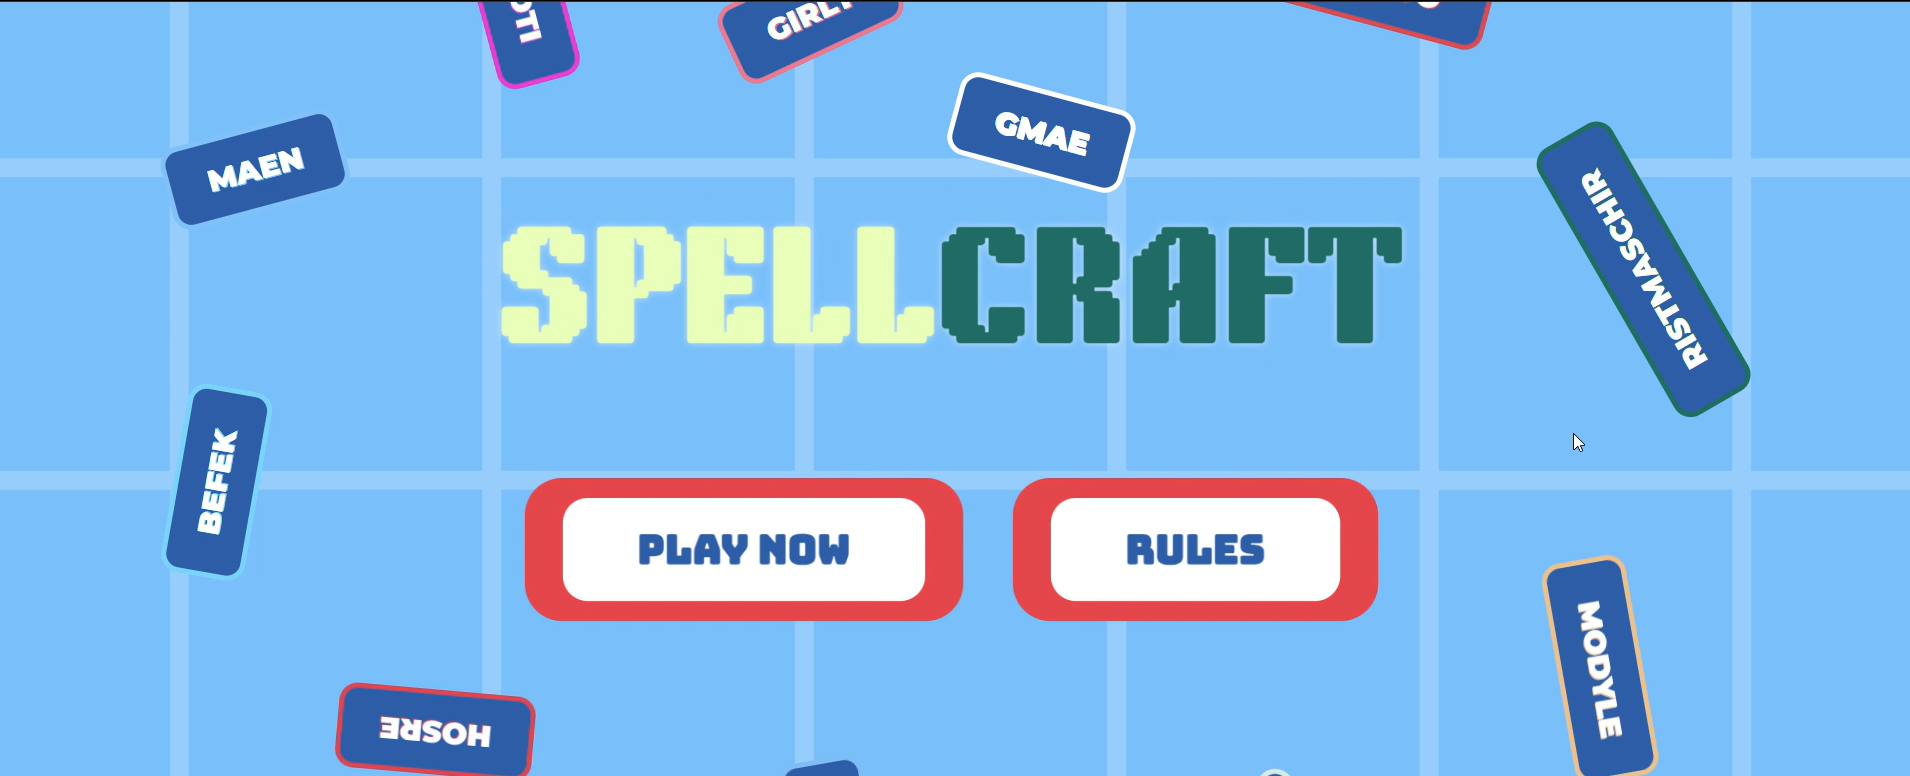 GMAE
MAEN
RISTMASCHIR
SPELLCRAFT
BEFEK
PLAY NOW
RULES
MODYLE
HOSRE